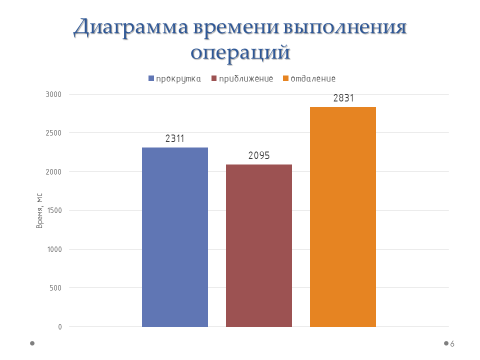 Диаграмма времени выполнения
операций
прокрутка приближение отдаление
3000
2831
2500
2311
2095
2000
Время, мс
1500
1000
500
0
6